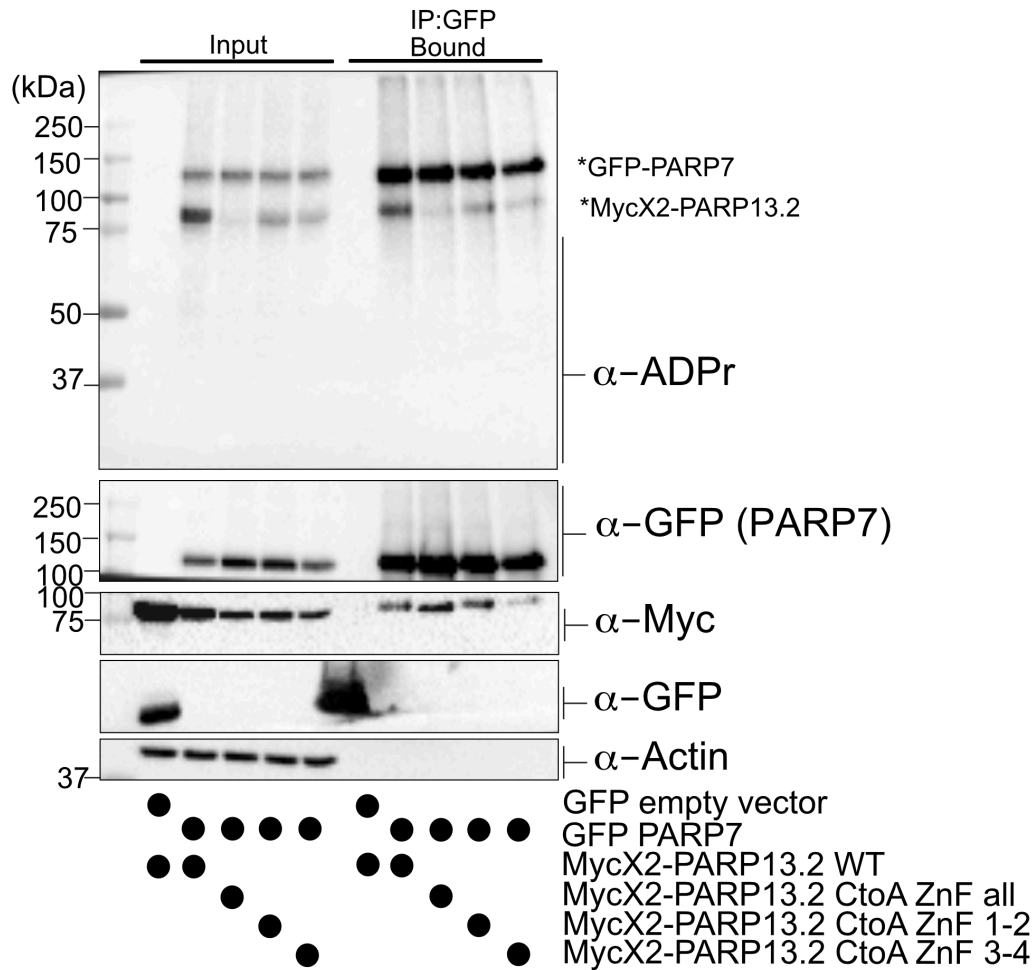 IP:GFP
Input Bound
(kDa)
250
150
100
75
50
37
*GFP-PARP7
*MycX2-PARP13.2
α-ADPr
250
150
100
α-GFP (PARP7)
100
75
α-Myc
α-GFP
α-Actin
37
GFP empty vector
GFP PARP7
MycX2-PARP13.2 WT
MycX2-PARP13.2 CtoA ZnF all
MycX2-PARP13.2 CtoA ZnF 1-2
MycX2-PARP13.2 CtoA ZnF 3-4